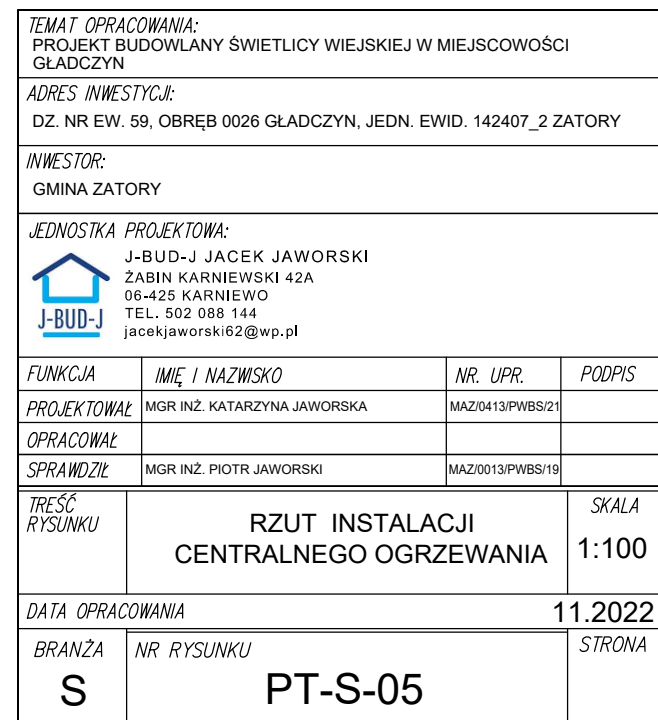 TEMAT OPRACOWANIA:
PROJEKT BUDOWLANY ŚWIETLICY WIEJSKIEJ W MIEJSCOWOŚCI
GŁADCZYN
ADRES INWESTYCJI:
DZ. NR EW. 59, OBRĘB 0026 GŁADCZYN, JEDN. EWID. 142407_2 ZATORY
INWESTOR:
GMINA ZATORY
JEDNOSTKA PROJEKTOWA:
J-BUD-J
J-BUD-J JACEK JAWORSKI
ŻABIN KARNIEWSKI 42A
06-425 KARNIEWO
TEL. 502 088 144
jacekjaworski62@wp.pl
FUNKCJA IMIĘ I NAZWISKO NR. UPR. PODPIS
PROJEKTOWAŁ MGR INŻ. KATARZYNA JAWORSKA MAZ/0413/PWBS/21
OPRACOWAŁ
SPRAWDZIŁ MGR INŻ. PIOTR JAWORSKI MAZ/0013/PWBS/19
TREŚĆ
RYSUNKU
RZUT INSTALACJI
CENTRALNEGO OGRZEWANIA
SKALA
1:100
DATA OPRACOWANIA 11.2022
BRANŻA NR RYSUNKU STRONA
S PT-S-05